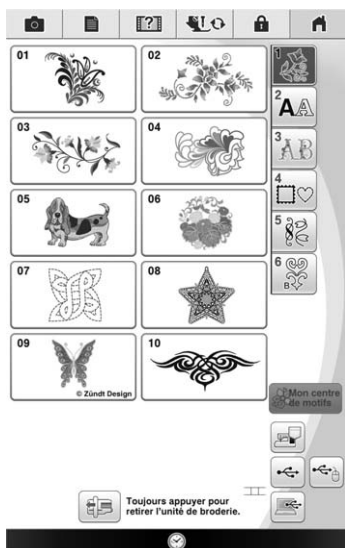 ?
01
02
1
2
AA
03
04
3
AB
4
05
06
5
6
B
07
08
09
10
© Zündt Design
Mon centre
de motifs
Toujours appuyer pour
retirer l'unité de broderie.